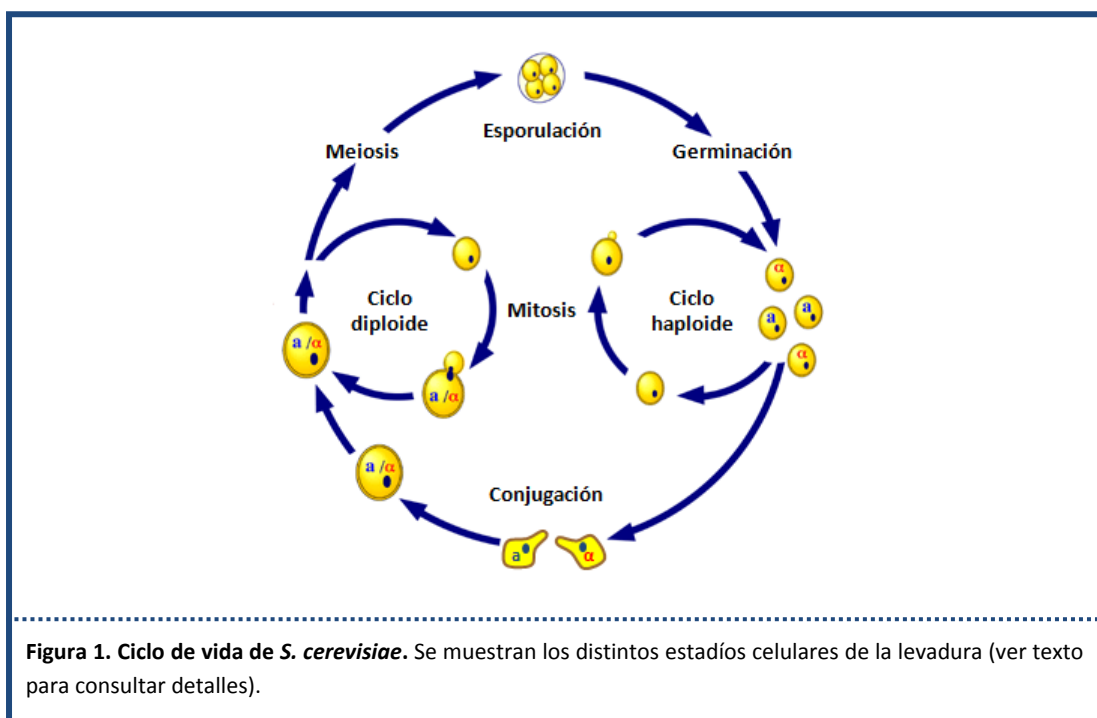 Esporulación
Meiosis
Germinación
α
a
a
α
Ciclo
diploide
Mitosis
Ciclo
haploide
a/α
a/α
a/α
Conjugación
a
α
Figura 1. Ciclo de vida de S. cerevisiae. Se muestran los distintos estadíos celulares de la levadura (ver texto
para consultar detalles).